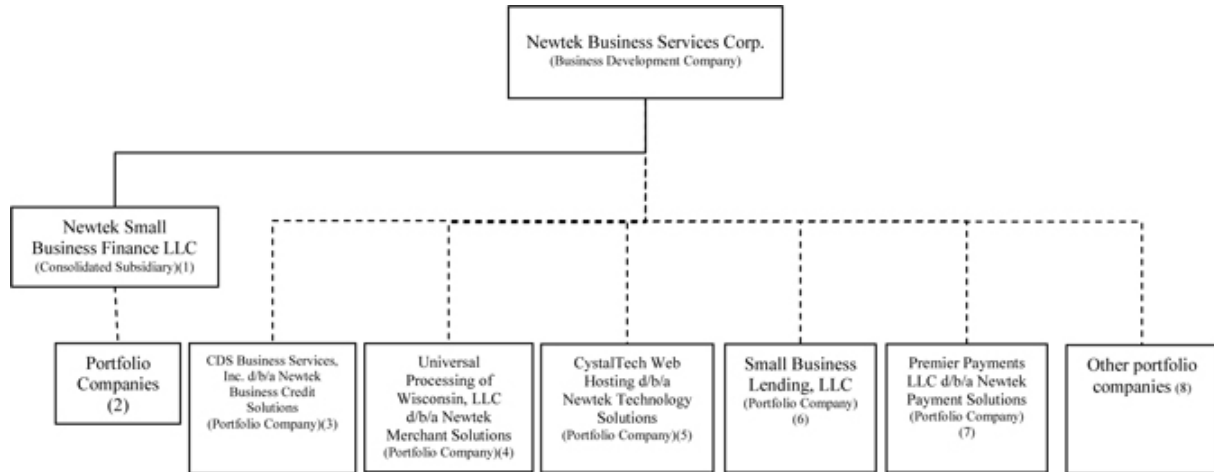 Newtek Business Services Corp.
(Business Development Company)
Newtek Small
Business Finance LLC
(Consolidated Subsidiary)(1)
Portfolio
Companies
(2)
CDS Business Services,
Inc. d/b/a Newtek
Business Credit
Solutions
(Portfolio Company)(3)
Universal
Processing of
Wisconsin, LLC
d/b/a Newtek
Merchant Solutions
(Portfolio Company)(4)
CystalTech Web
Hosting d/b/a
Newtek Technology
Solutions
(Portfolio Company)(5)
Small Business
Lending, LLC
(Portfolio Company)
(6)
Premier Payments
LLC d/b/a Newtek
Payment Solutions
(Portfolio Company)
(7)
Other portfolio
companies (8)